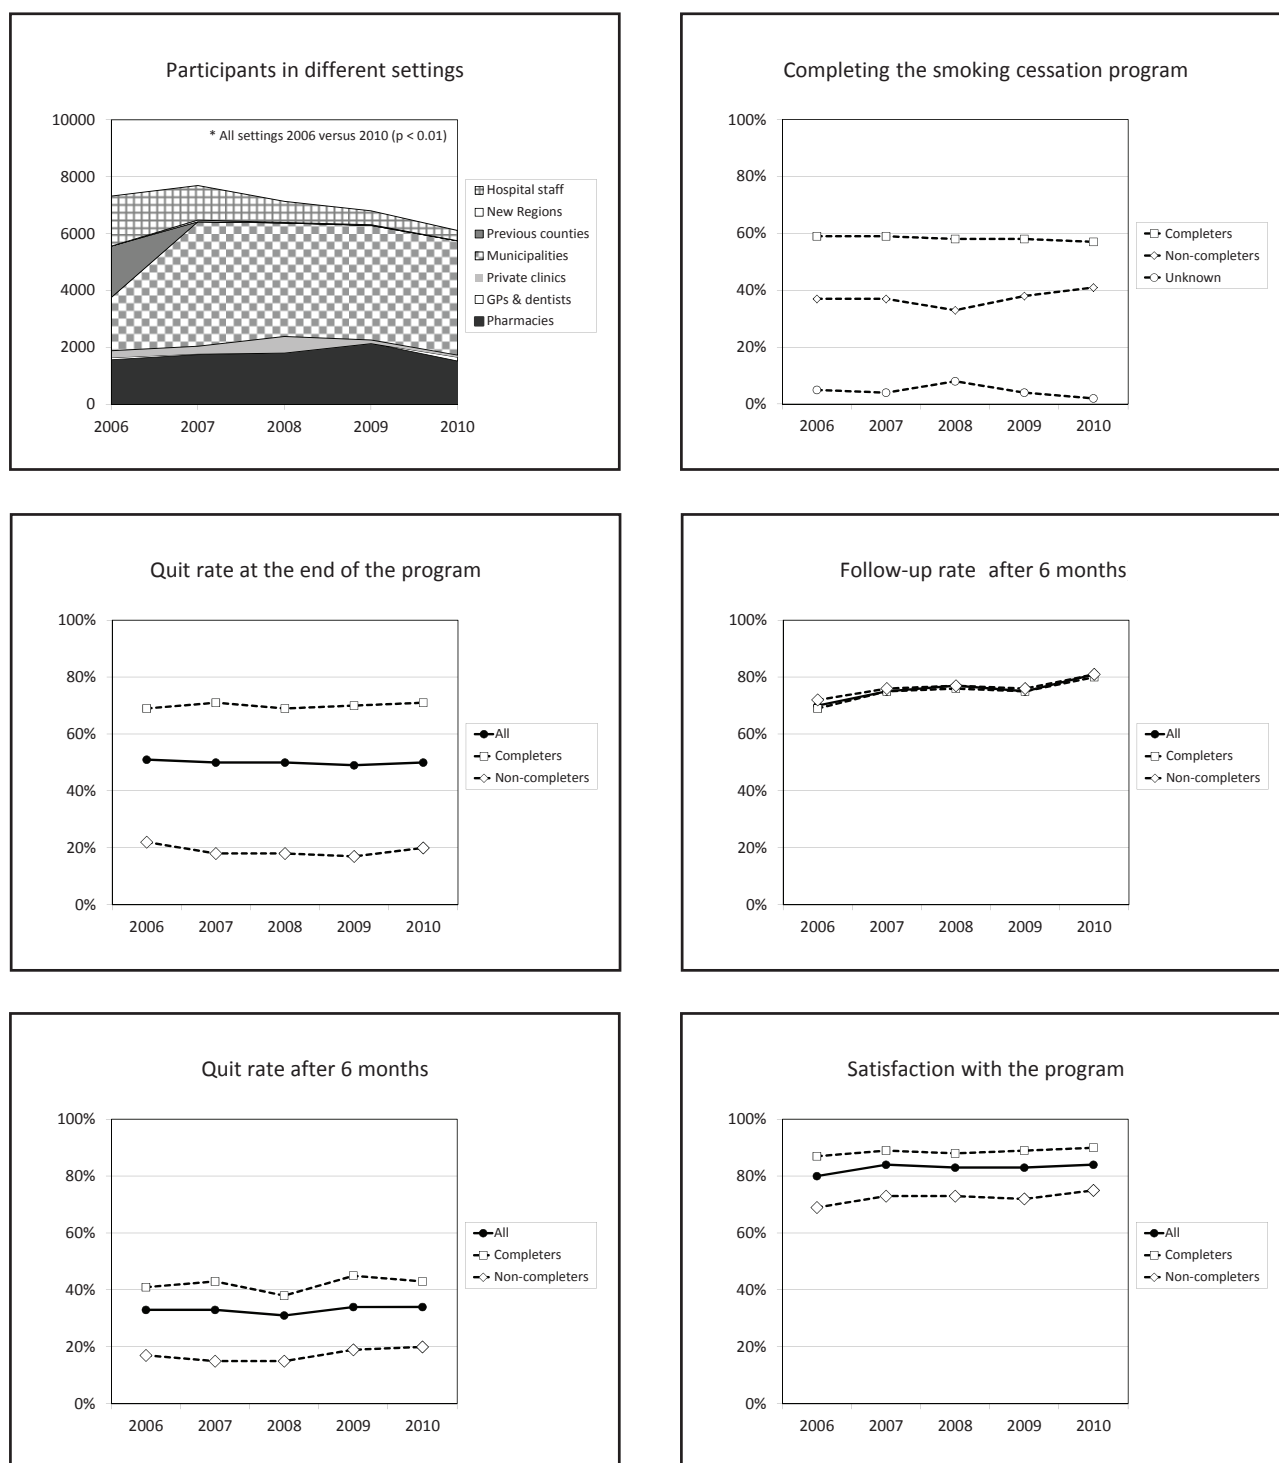 Participants in different settings
10000
8000
6000
4000
2000
0
* All settings 2006 versus 2010 (p < 0.01)
2006 2007 2008 2009 2010
Hospital staff
New Regions
Previous counties
Municipalities
Private clinics
GPs & dentists
Pharmacies
Completing the smoking cessation program
100%
80%
60%
40%
20%
0%
2006 2007 2008 2009 2010
Completers
Non-completers
Unknown
Quit rate at the end of the program
100%
80%
60%
40%
20%
0%
2006 2007 2008 2009 2010
All
Completers
Non-completers
Follow-up rate after 6 months
100%
80%
60%
40%
20%
0%
2006 2007 2008 2009 2010
All
Completers
Non-completers
Quit rate after 6 months
100%
80%
60%
40%
20%
0%
2006 2007 2008 2009 2010
All
Completers
Non-completers
Satisfaction with the program
100%
80%
60%
40%
20%
0%
2006 2007 2008 2009 2010
All
Completers
Non-completers